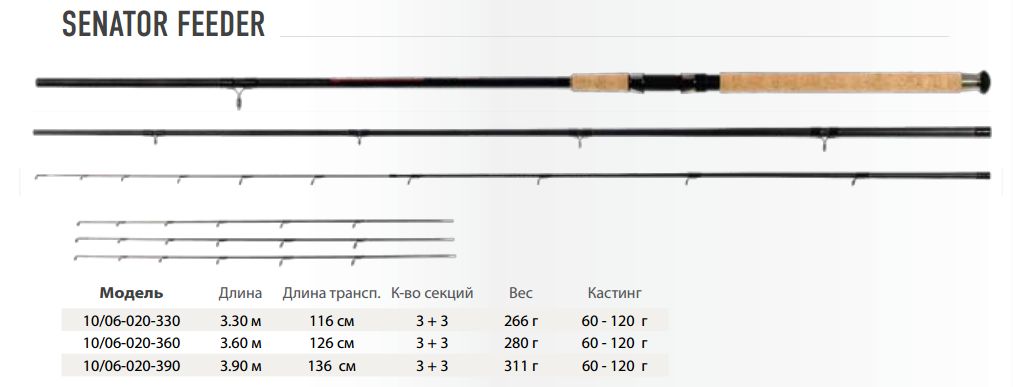 SENATOR FEEDER
Модель Длина Длина трансп. К-во секций Вес Кастинг
10/06-020-330 3.30 м 116 см 3 + 3 266 г 60 - 120 г
10/06-020-360 3.60 м 126 см 3 + 3 280 г 60 - 120 г
10/06-020-390 3.90 м 136 см 3 + 3 311 г 60 - 120 г